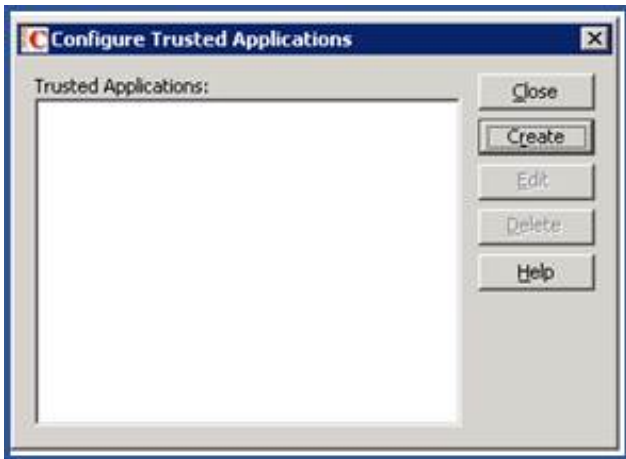 Configure Trusted Applications
Trusted Applications:
Close
Create
Edit
Delete
Help